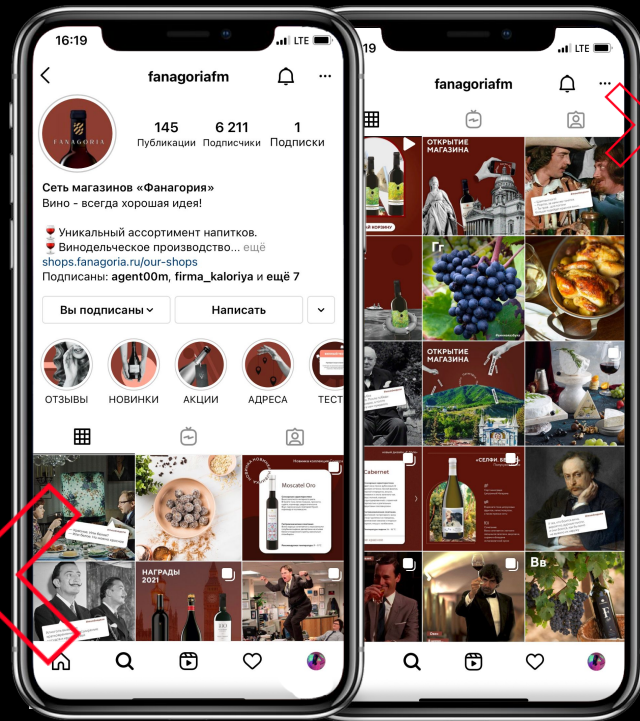 16:19
LTE
fanagoriafm
FANAGORIA
145
6 211
1
Публикации
Подписчики
Подписки
Сеть магазинов «Фанагория»
Вино - всегда хорошая идея!
🍷 Уникальный ассортимент напитков.
🍷 Винодельческое производство... ещё
shops.fanagoria.ru/our-shops
Подписаны: agent00m, firma_kaloriya и ещё 7
Вы подписаны
Написать
ОТЗЫВЫ
НОВИНКИ
АКЦИИ
АДРЕСА
ТЕСТ
Moscatel Oro
НАГРАДЫ
2021
19
LTE
fanagoriafm
ОТКРЫТИЕ
МАГАЗИНА
КОРЗИНУ
Гг
ОТКРЫТИЕ
МАГАЗИНА
Cabernet
Вв
F